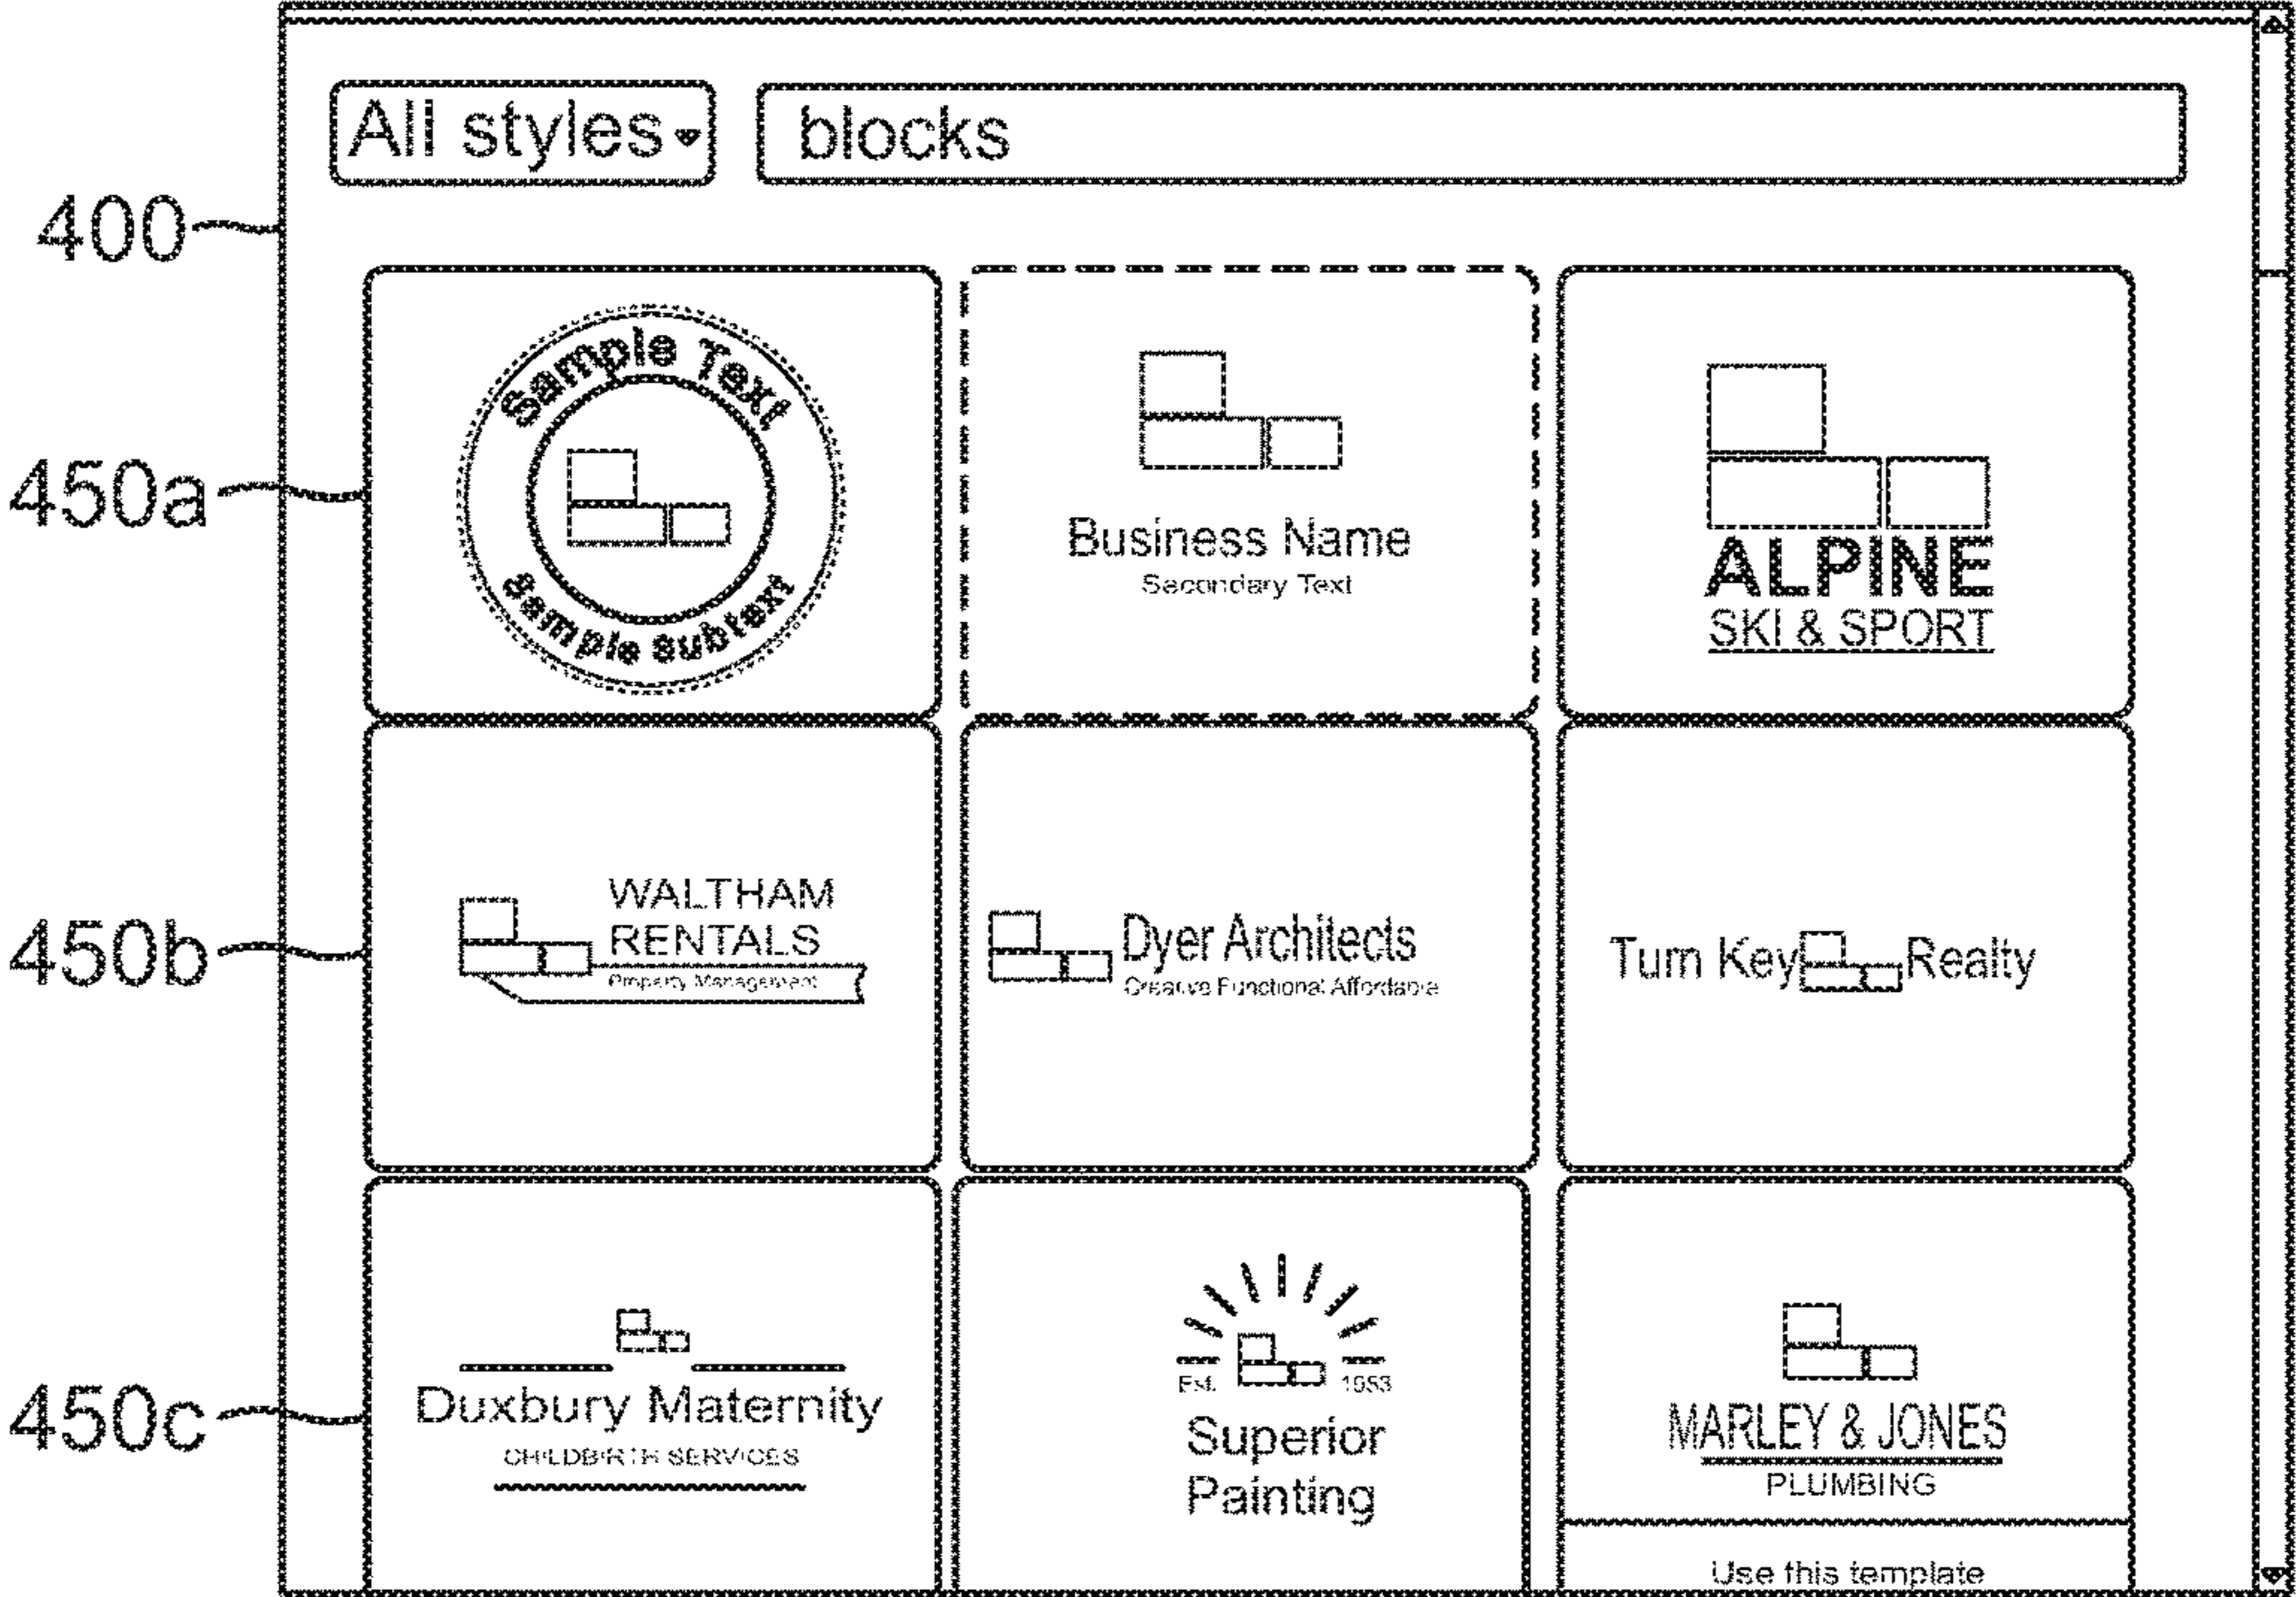 All styles
blocks
400
450a
Sample Text
Sample subtext
Business Name
Secondary Text
ALPINE
SKI & SPORT
450b
WALTHAM
RENTALS
Property Management
Dyer Architects
Creative Functional Affordable
Turn Key Realty
450c
Duxbury Maternity
CHILDBIRTH SERVICES
Est. 1953
Superior
Painting
MARLEY & JONES
PLUMBING
Use this template